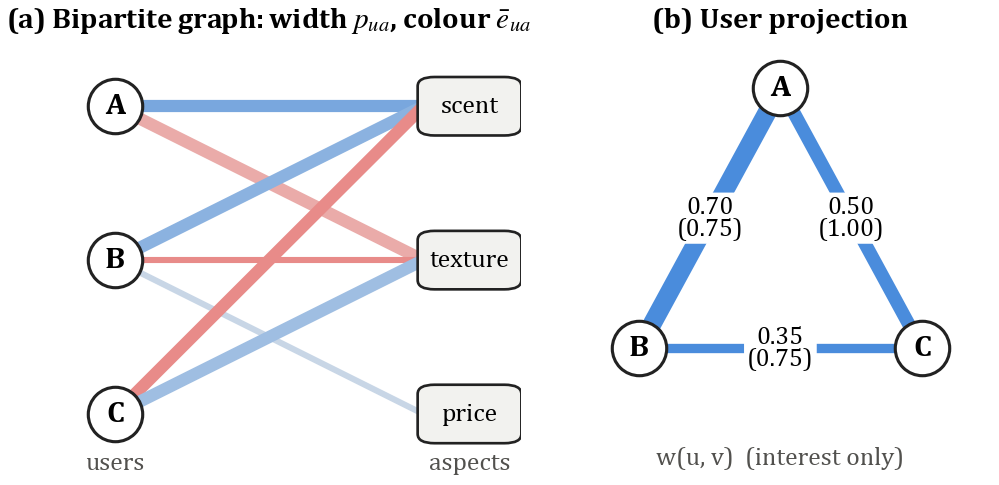 (a) Bipartite graph: width pᵤₐ, colour ēᵤₐ
A
B
C
scent
texture
price
users
aspects
(b) User projection
A
0.70
(0.75)
0.50
(1.00)
B
0.35
(0.75)
C
w(u, v) (interest only)